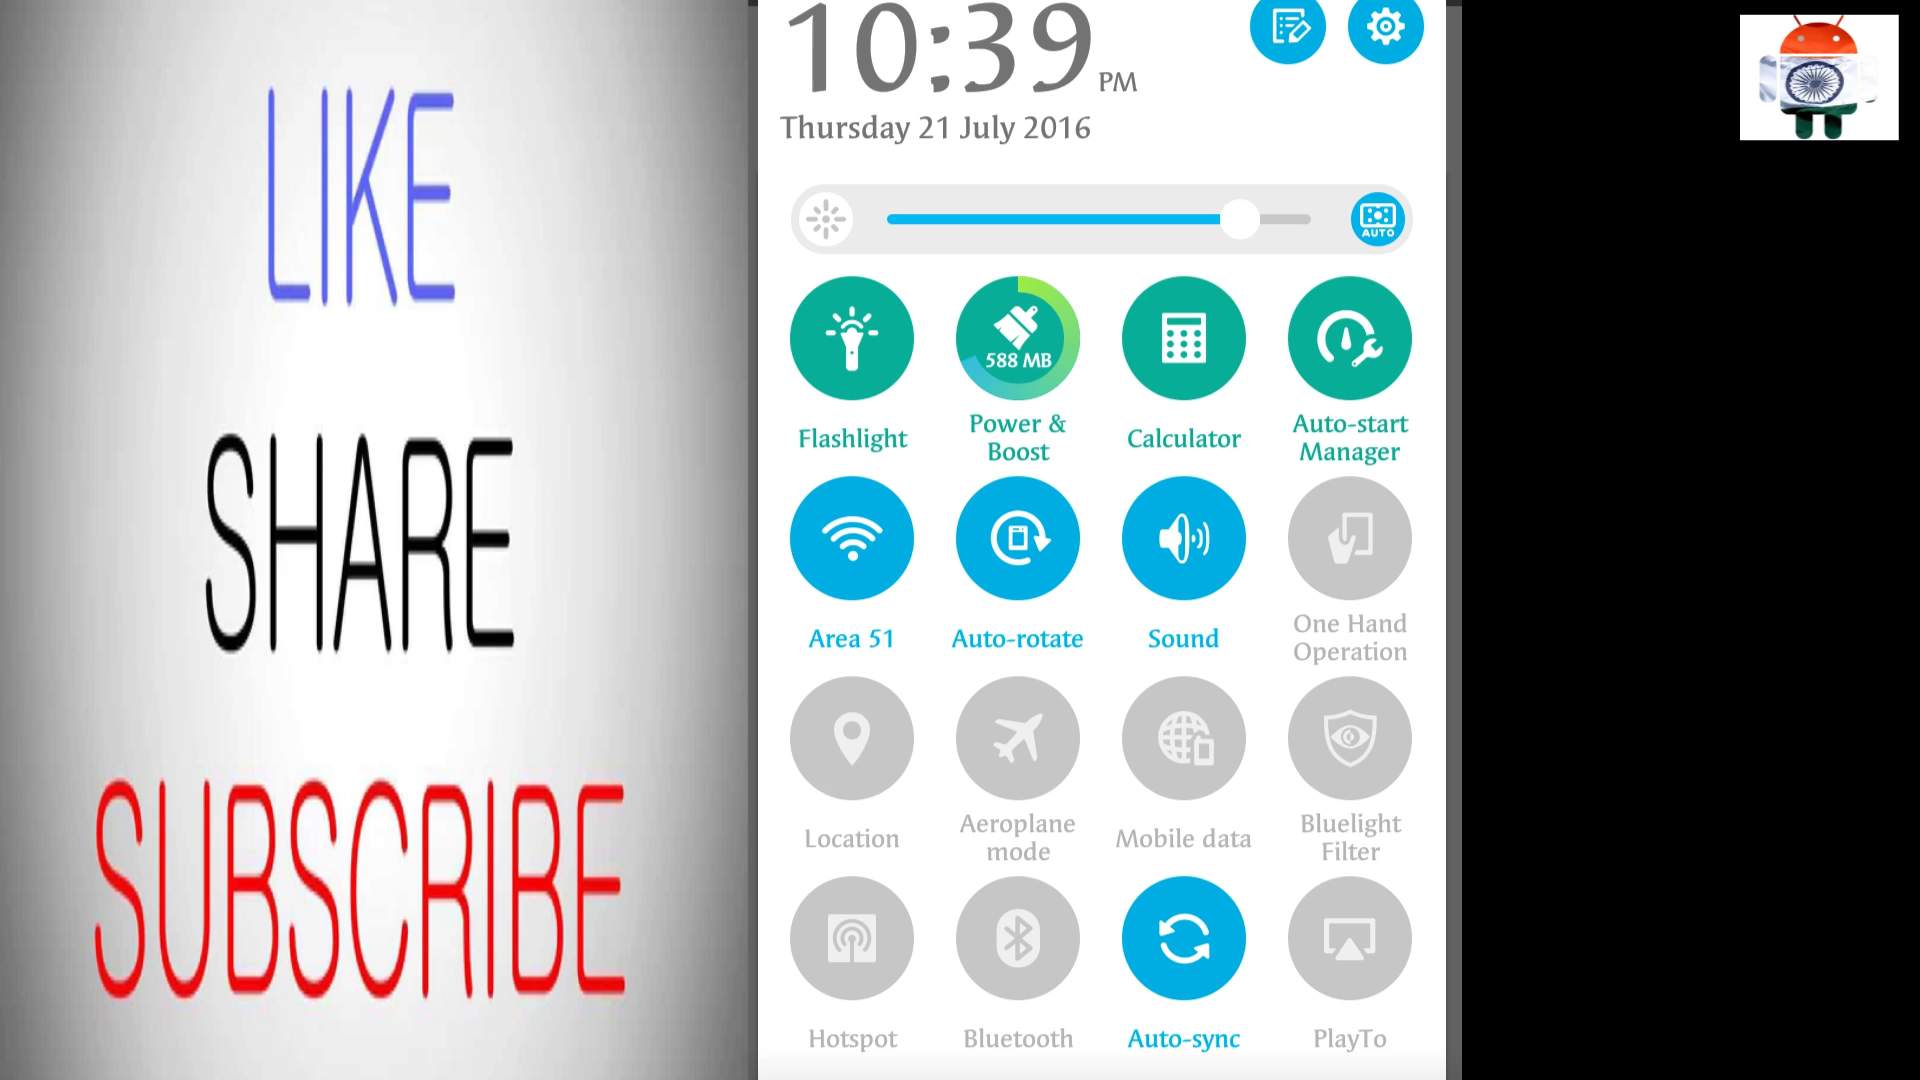 LIKE
SHARE
SUBSCRIBE
10:39 PM
Thursday 21 July 2016
AUTO
588 MB
Flashlight
Power &
Boost
Calculator
Auto-start
Manager
Area 51
Auto-rotate
Sound
One Hand
Operation
Location
Aeroplane
mode
Mobile data
Bluelight
Filter
Hotspot
Bluetooth
Auto-sync
PlayTo